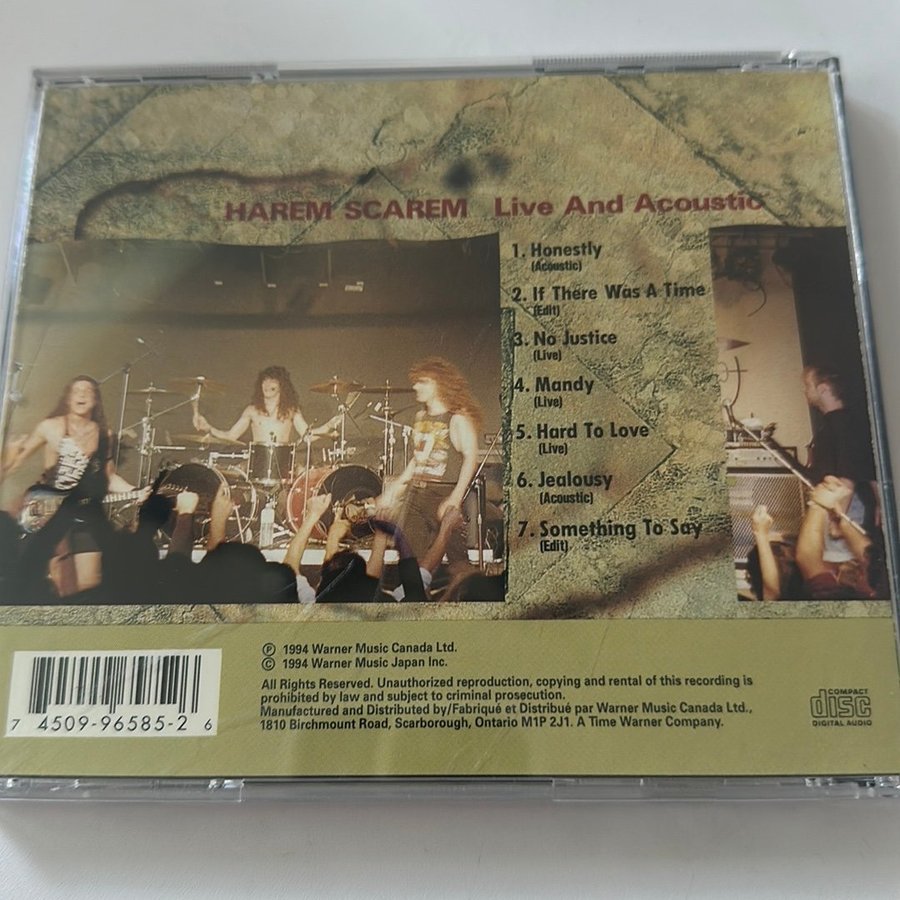 HAREM SCAREM Live And Acoustic
1. Honestly
(Acoustic)
2. If There Was A Time
(Edit)
3. No Justice
(Live)
4. Mandy
(Live)
5. Hard To Love
(Live)
6. Jealousy
(Acoustic)
7. Something To Say
(Edit)
Ⓟ 1994 Warner Music Canada Ltd.
© 1994 Warner Music Japan Inc.
All Rights Reserved. Unauthorized reproduction, copying and rental of this recording is
prohibited by law and subject to criminal prosecution.
Manufactured and Distributed by/Fabriqué et Distribué par Warner Music Canada Ltd.,
1810 Birchmount Road, Scarborough, Ontario M1P 2J1. A Time Warner Company.
7 4509-96585-2 6
COMPACT
disc
DIGITAL AUDIO